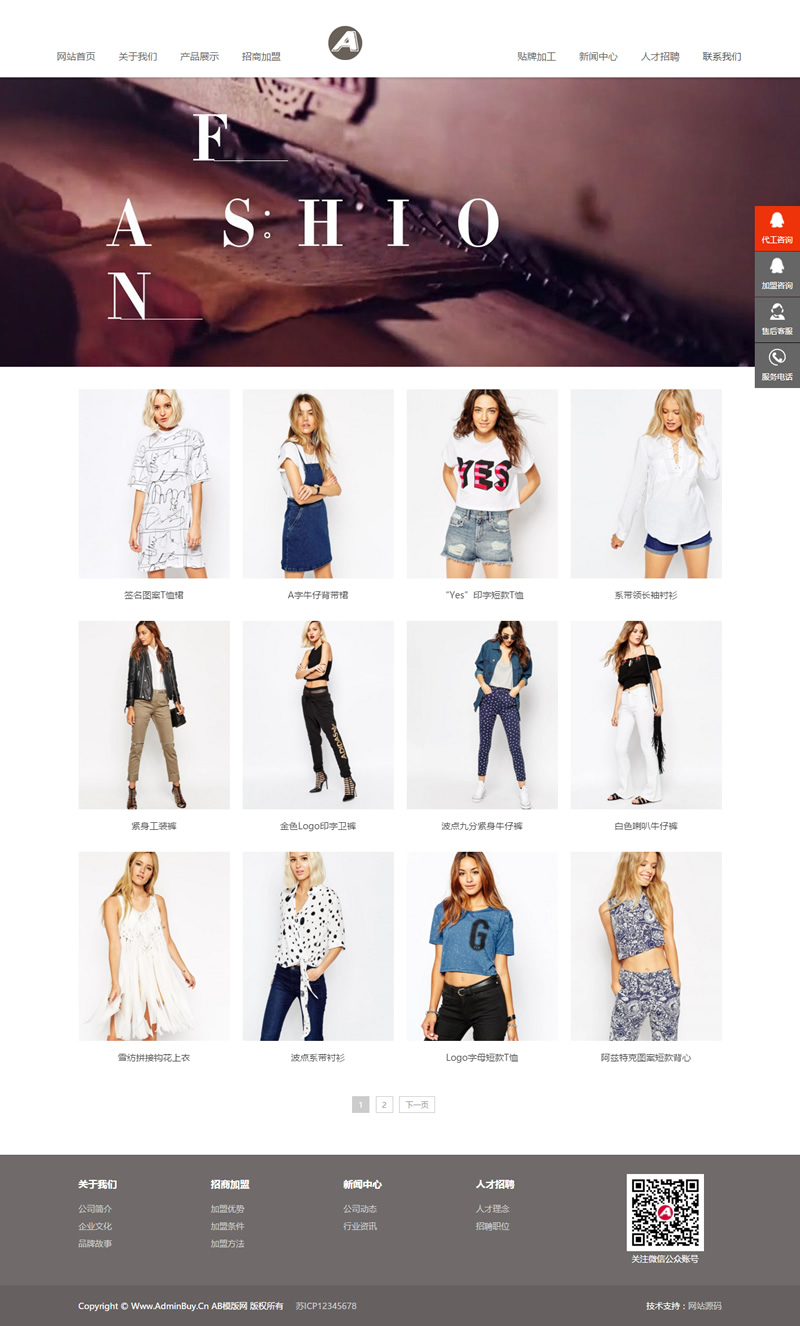 网站首页 关于我们 产品展示 招商加盟 A 贴牌加工 新闻中心 人才招聘 联系我们
F
A S:HIO
N
代工咨询
加盟咨询
售后客服
服务电话
YES
签名图案T恤裙 A字牛仔背带裙 “Yes”印字短款T恤 系带领长袖衬衫
紧身工装裤 金色Logo印字卫裤 波点九分紧身牛仔裤 白色喇叭牛仔裤
G
雪纺拼接钩花上衣 波点系带衬衫 Logo字母短款T恤 阿兹特克图案短款背心
1 2 下一页
关于我们 招商加盟 新闻中心 人才招聘
公司简介 加盟优势 公司动态 人才理念
企业文化 加盟条件 行业资讯 招聘职位
品牌故事 加盟方法
关注微信公众账号
Copyright © Www.AdminBuy.Cn AB模版网 版权所有 苏ICP12345678 技术支持：网站源码